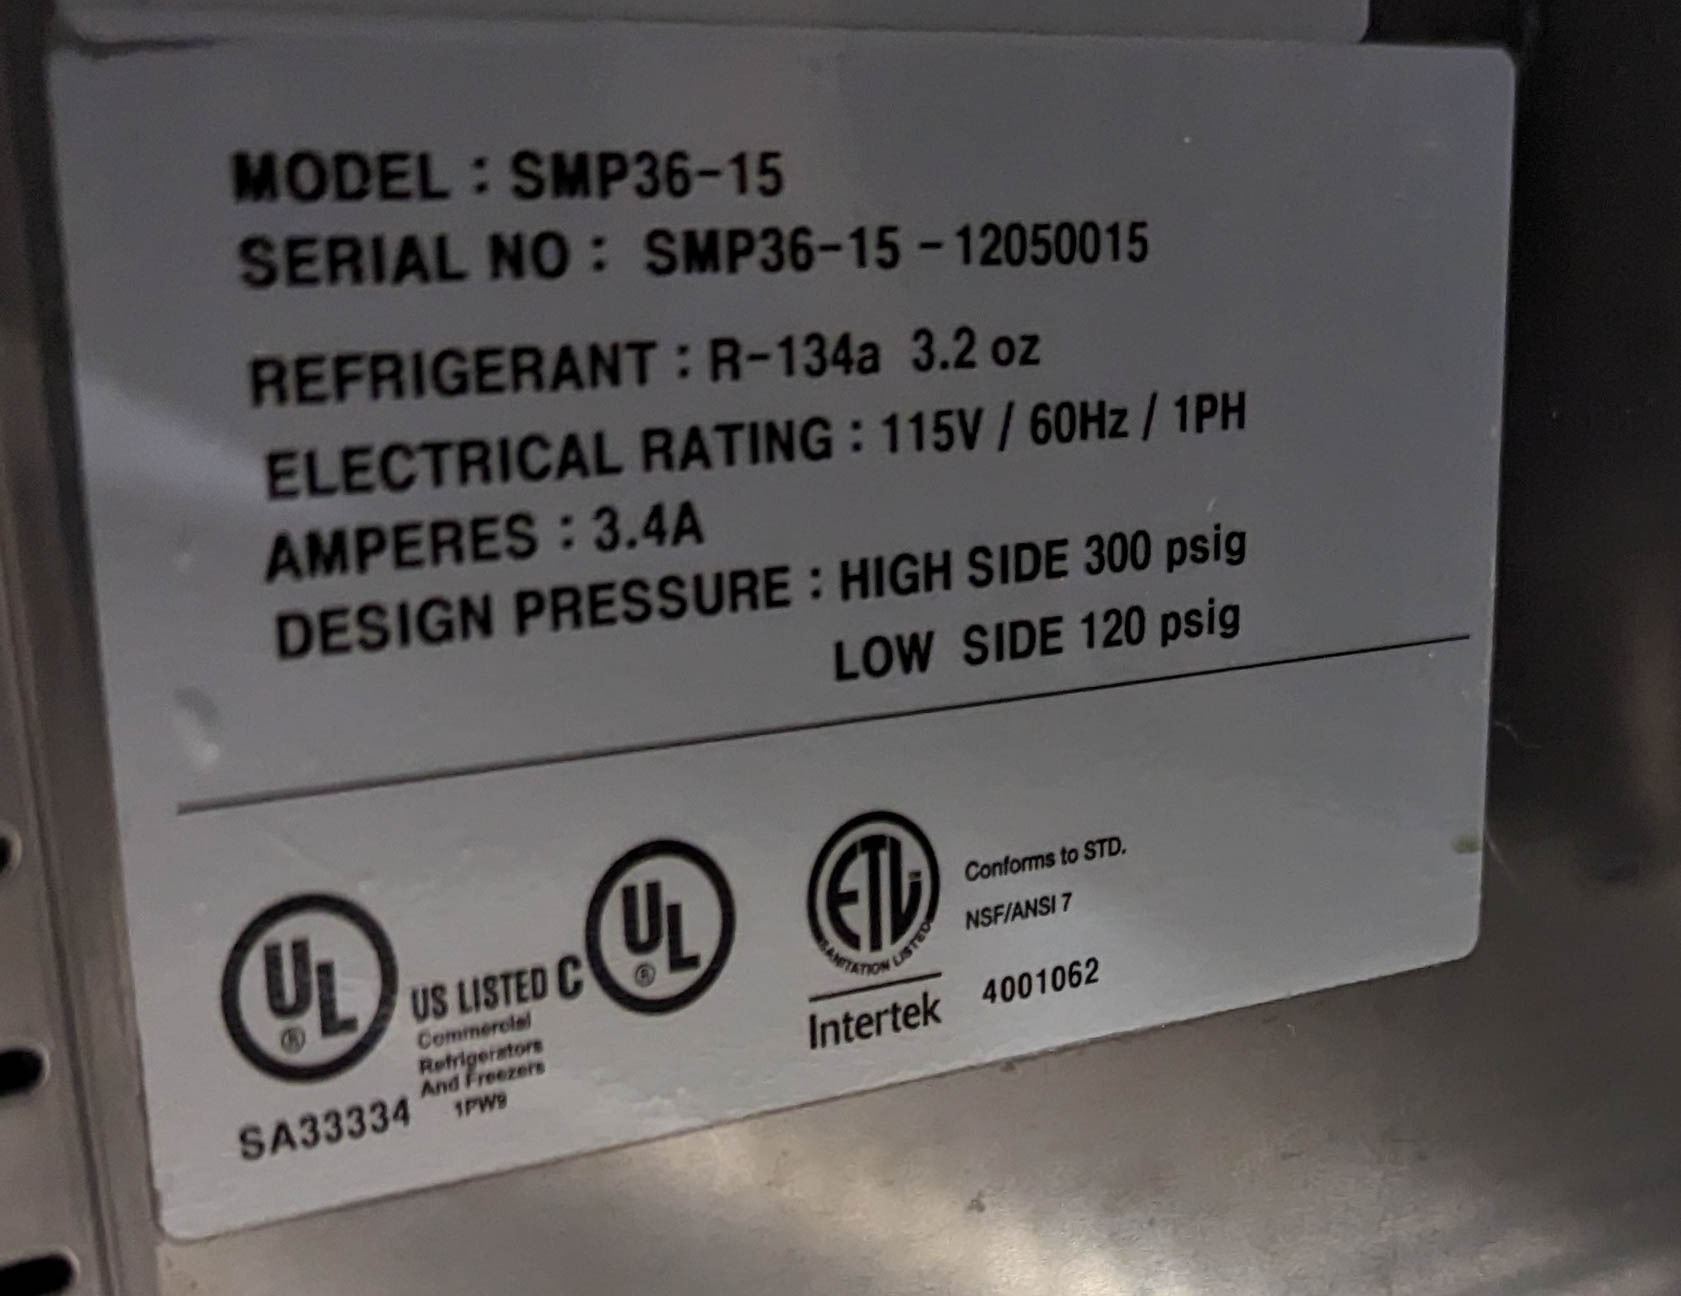 MODEL : SMP36-15
SERIAL NO : SMP36-15-12050015
REFRIGERANT : R-134a 3.2 oz
ELECTRICAL RATING : 115V / 60Hz / 1PH
AMPERES : 3.4A
DESIGN PRESSURE : HIGH SIDE 300 psig
LOW SIDE 120 psig
UL ® US LISTED C UL ®
Commercial
Refrigerators
And Freezers
1PW9
SA33334
ETL
SANITATION LISTED
Intertek
Conforms to STD.
NSF/ANSI 7
4001062